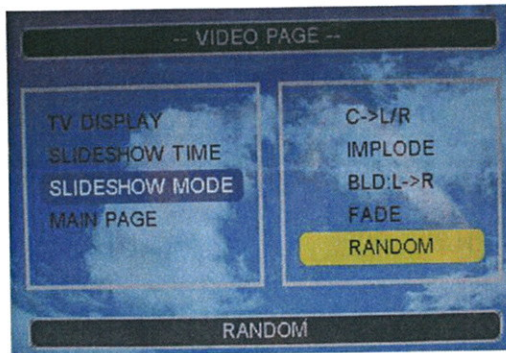 -- VIDEO PAGE --
TV DISPLAY
SLIDESHOW TIME
SLIDESHOW MODE
MAIN PAGE
C->L/R
IMPLODE
BLD:L->R
FADE
RANDOM
RANDOM